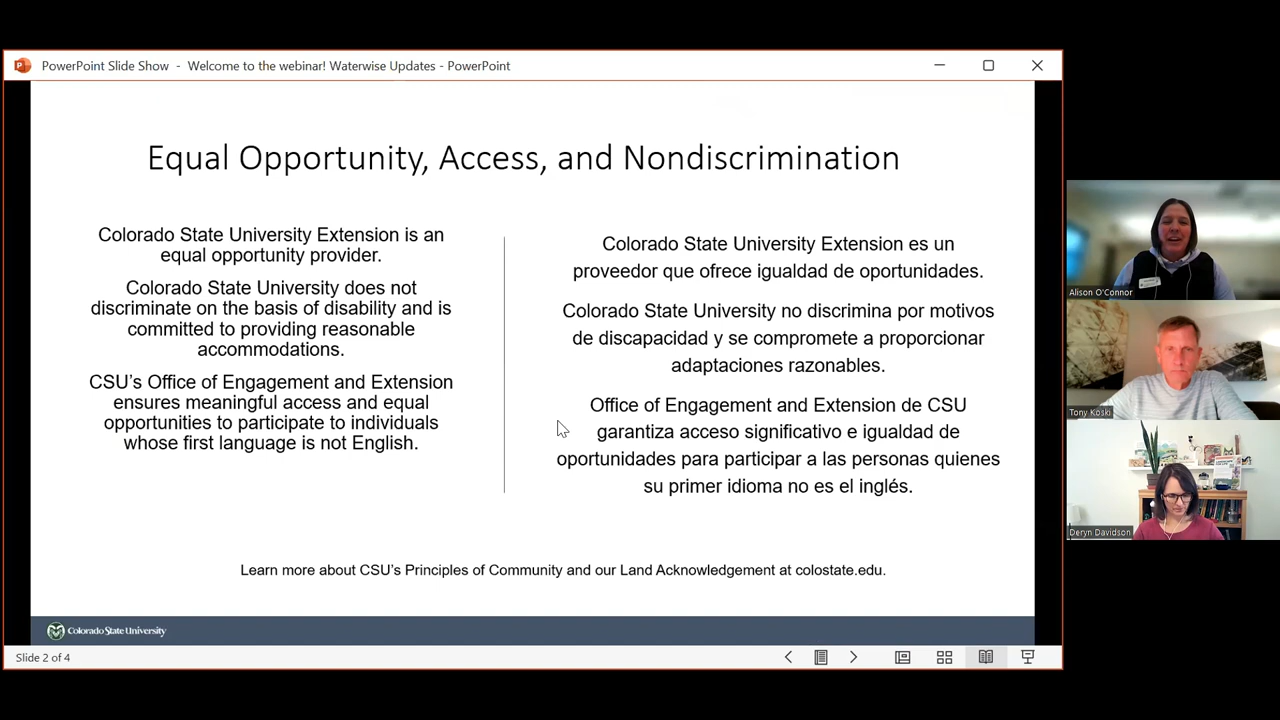 PowerPoint Slide Show - Welcome to the webinar! Waterwise Updates - PowerPoint
Equal Opportunity, Access, and Nondiscrimination
Colorado State University Extension is an
equal opportunity provider.
Colorado State University does not
discriminate on the basis of disability and is
committed to providing reasonable
accommodations.
CSU's Office of Engagement and Extension
ensures meaningful access and equal
opportunities to participate to individuals
whose first language is not English.
Colorado State University Extension es un
proveedor que ofrece igualdad de oportunidades.
Colorado State University no discrimina por motivos
de discapacidad y se compromete a proporcionar
adaptaciones razonables.
Office of Engagement and Extension de CSU
garantiza acceso significativo e igualdad de
oportunidades para participar a las personas quienes
su primer idioma no es el inglés.
Learn more about CSU's Principles of Community and our Land Acknowledgement at colostate.edu.
Colorado State University
Slide 2 of 4
Alison O'Connor
Tony Koski
Deryn Davidson